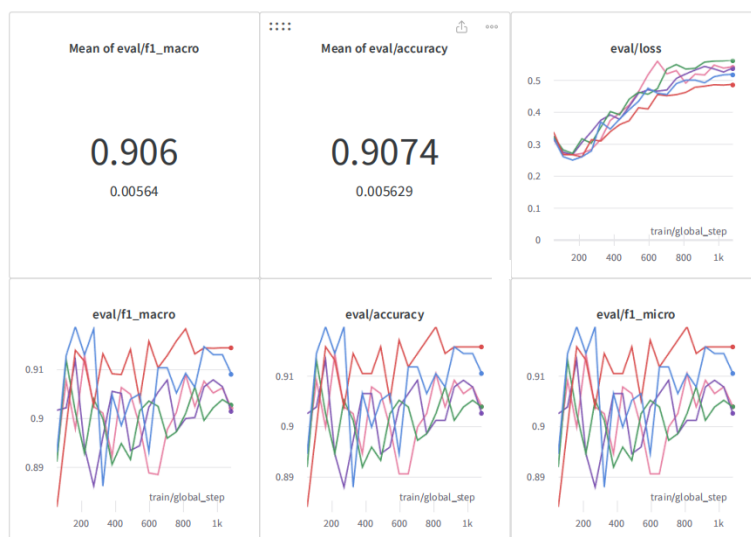 Mean of eval/f1_macro
0.906
0.00564
Mean of eval/accuracy
0.9074
0.005629
eval/loss
0.5
0.4
0.3
0.2
0.1
0
train/global_step
200 400 600 800 1k
eval/f1_macro
0.91
0.9
0.89
train/global_step
200 400 600 800 1k
eval/accuracy
0.91
0.9
0.89
train/global_step
200 400 600 800 1k
eval/f1_micro
0.91
0.9
0.89
train/global_step
200 400 600 800 1k